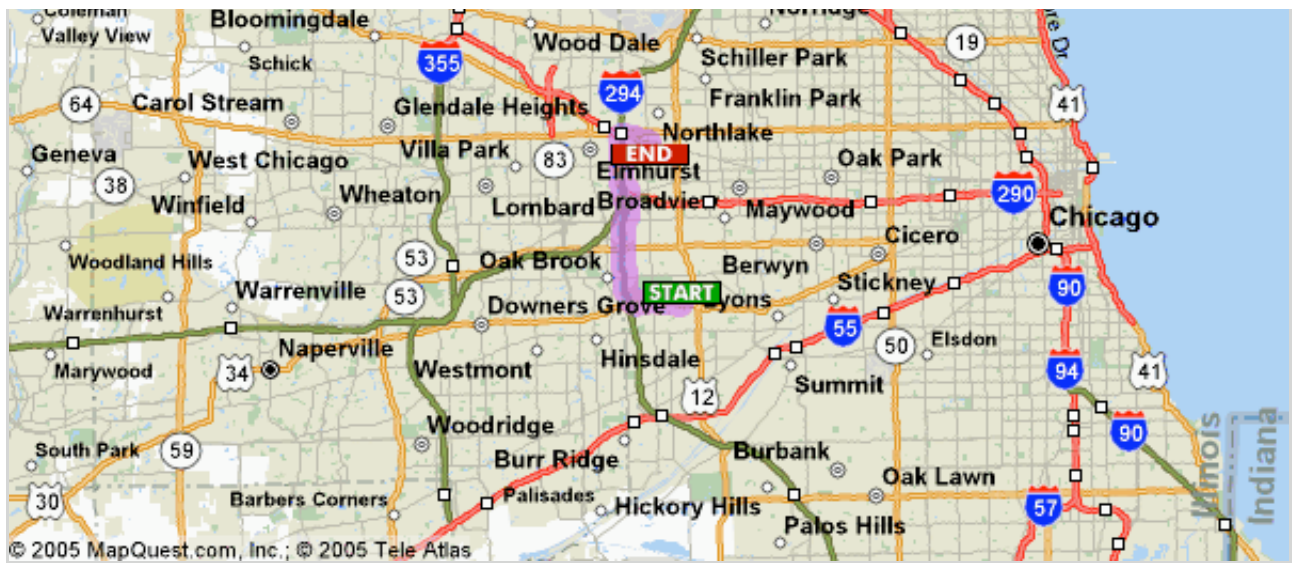 Coleman
Valley View
Bloomingdale
Schick
355
Wood Dale
Norridge
Schiller Park
19
re Dr
41
64
Carol Stream
Glendale Heights
294
Franklin Park
Northlake
Geneva
38
West Chicago
Villa Park
83
END
Elmhurst
Oak Park
Wheaton
Winfield
Lombard
Broadview
Maywood
290
Chicago
Cicero
53
Oak Brook
Berwyn
Woodland Hills
Stickney
53
Warrenville
Downers Grove
START
Lyons
90
Warrenhurst
55
50
Elsdon
Naperville
Marywood
34
Westmont
Hinsdale
12
Summit
94
41
Woodridge
South Park
59
Burr Ridge
Burbank
90
Illinois
Indiana
30
Barbers Corners
Palisades
Hickory Hills
Oak Lawn
Palos Hills
57
© 2005 MapQuest.com, Inc.; © 2005 Tele Atlas